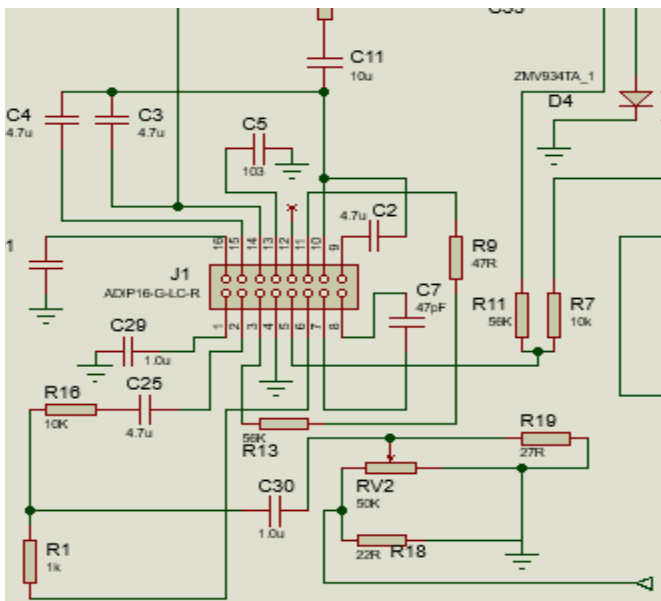 C11
10u
ZMV934TA_1
D4
C4
4.7u
C3
4.7u
C5
103
4.7u
C2
R9
47R
1
16
15
14
13
12
11
10
9
J1
ADIP16-G-LC-R
1
2
3
4
5
6
7
8
C7
47pF
R11
56K
R7
10k
C29
1.0u
R16
10K
C25
4.7u
56K
R13
R19
27R
RV2
50K
C30
1.0u
R1
1k
22R
R18